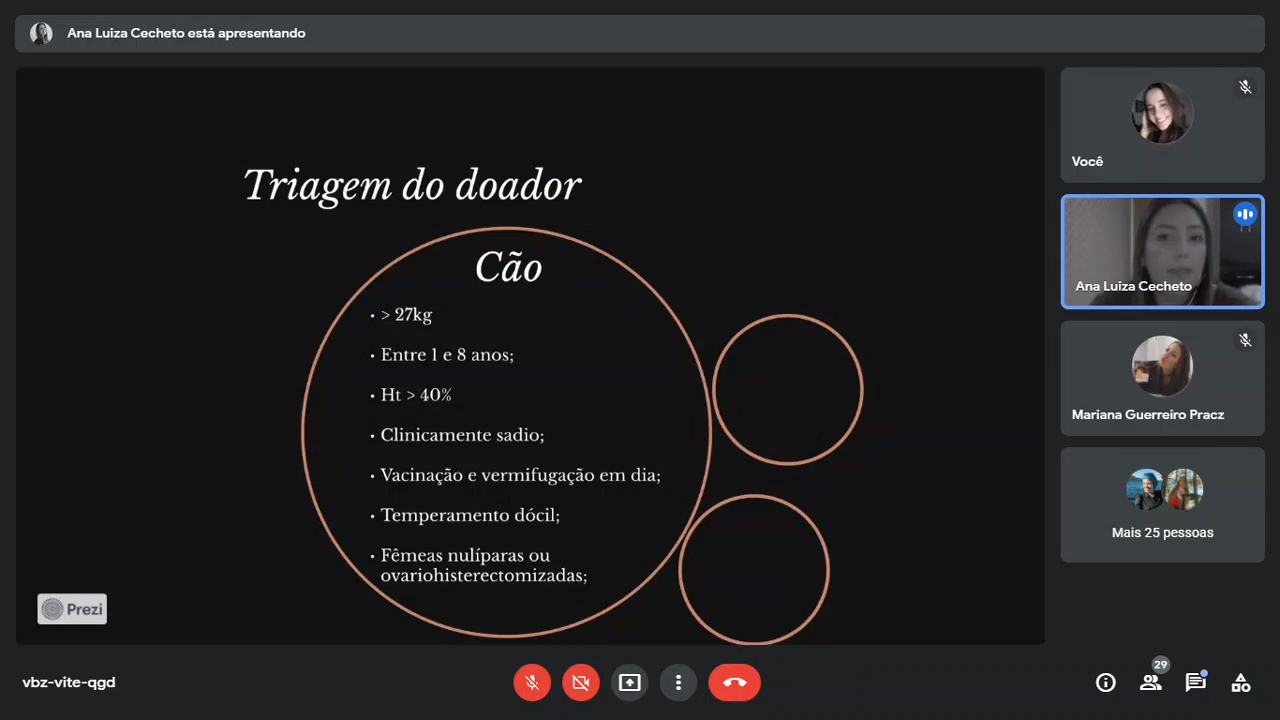 Ana Luiza Cecheto está apresentando
Triagem do doador
Cão
• > 27kg
• Entre 1 e 8 anos;
• Ht > 40%
• Clinicamente sadio;
• Vacinação e vermifugação em dia;
• Temperamento dócil;
• Fêmeas nulíparas ou
ovariohisterectomizadas;
Prezi
Você
Ana Luiza Cecheto
Mariana Guerreiro Pracz
Mais 25 pessoas
vbz-vite-qgd
29